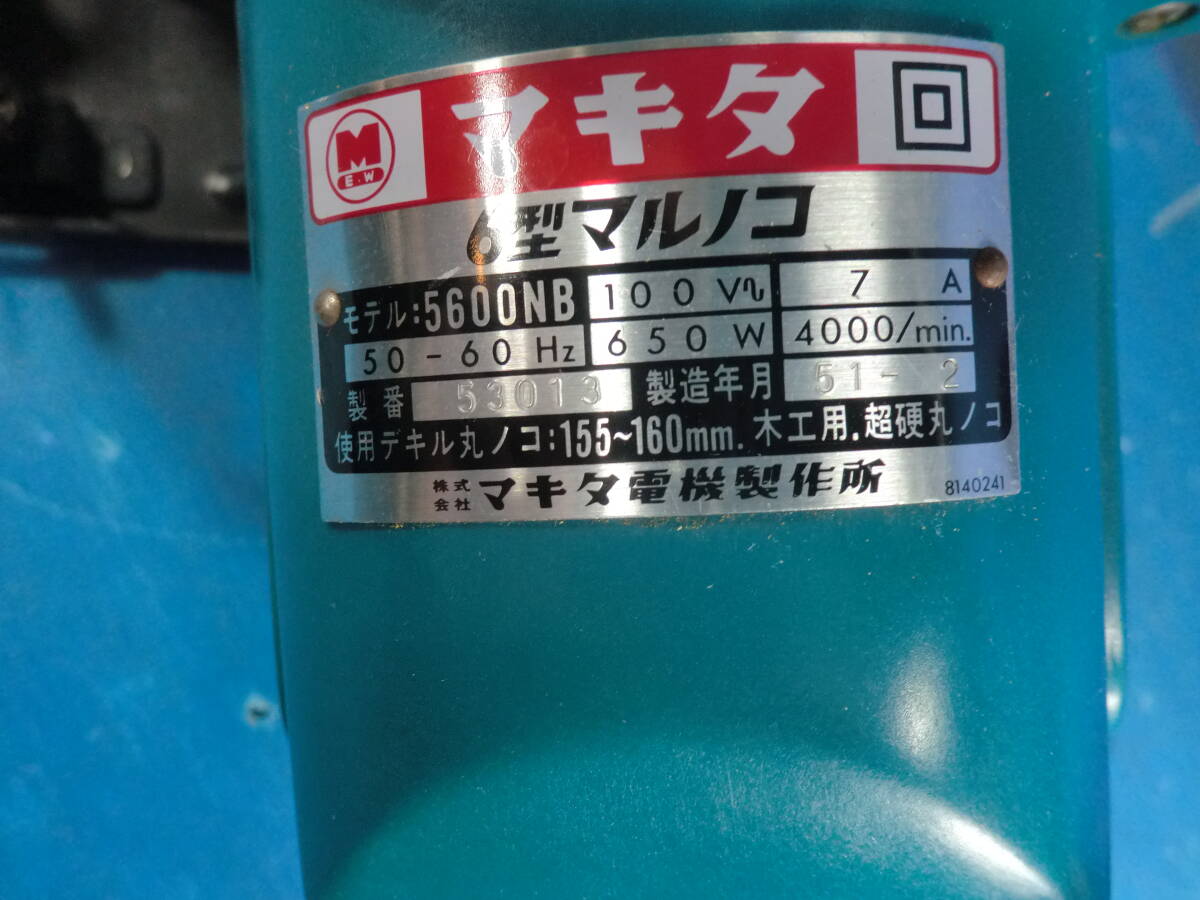 M
E.W
マキタ
6型マルノコ
モデル:5600NB 100 V 7 A
50-60 Hz 650 W 4000/min.
製番 53013 製造年月 51-2
使用デキル丸ノコ:155~160mm. 木工用.超硬丸ノコ
株式会社 マキタ電機製作所 8140241